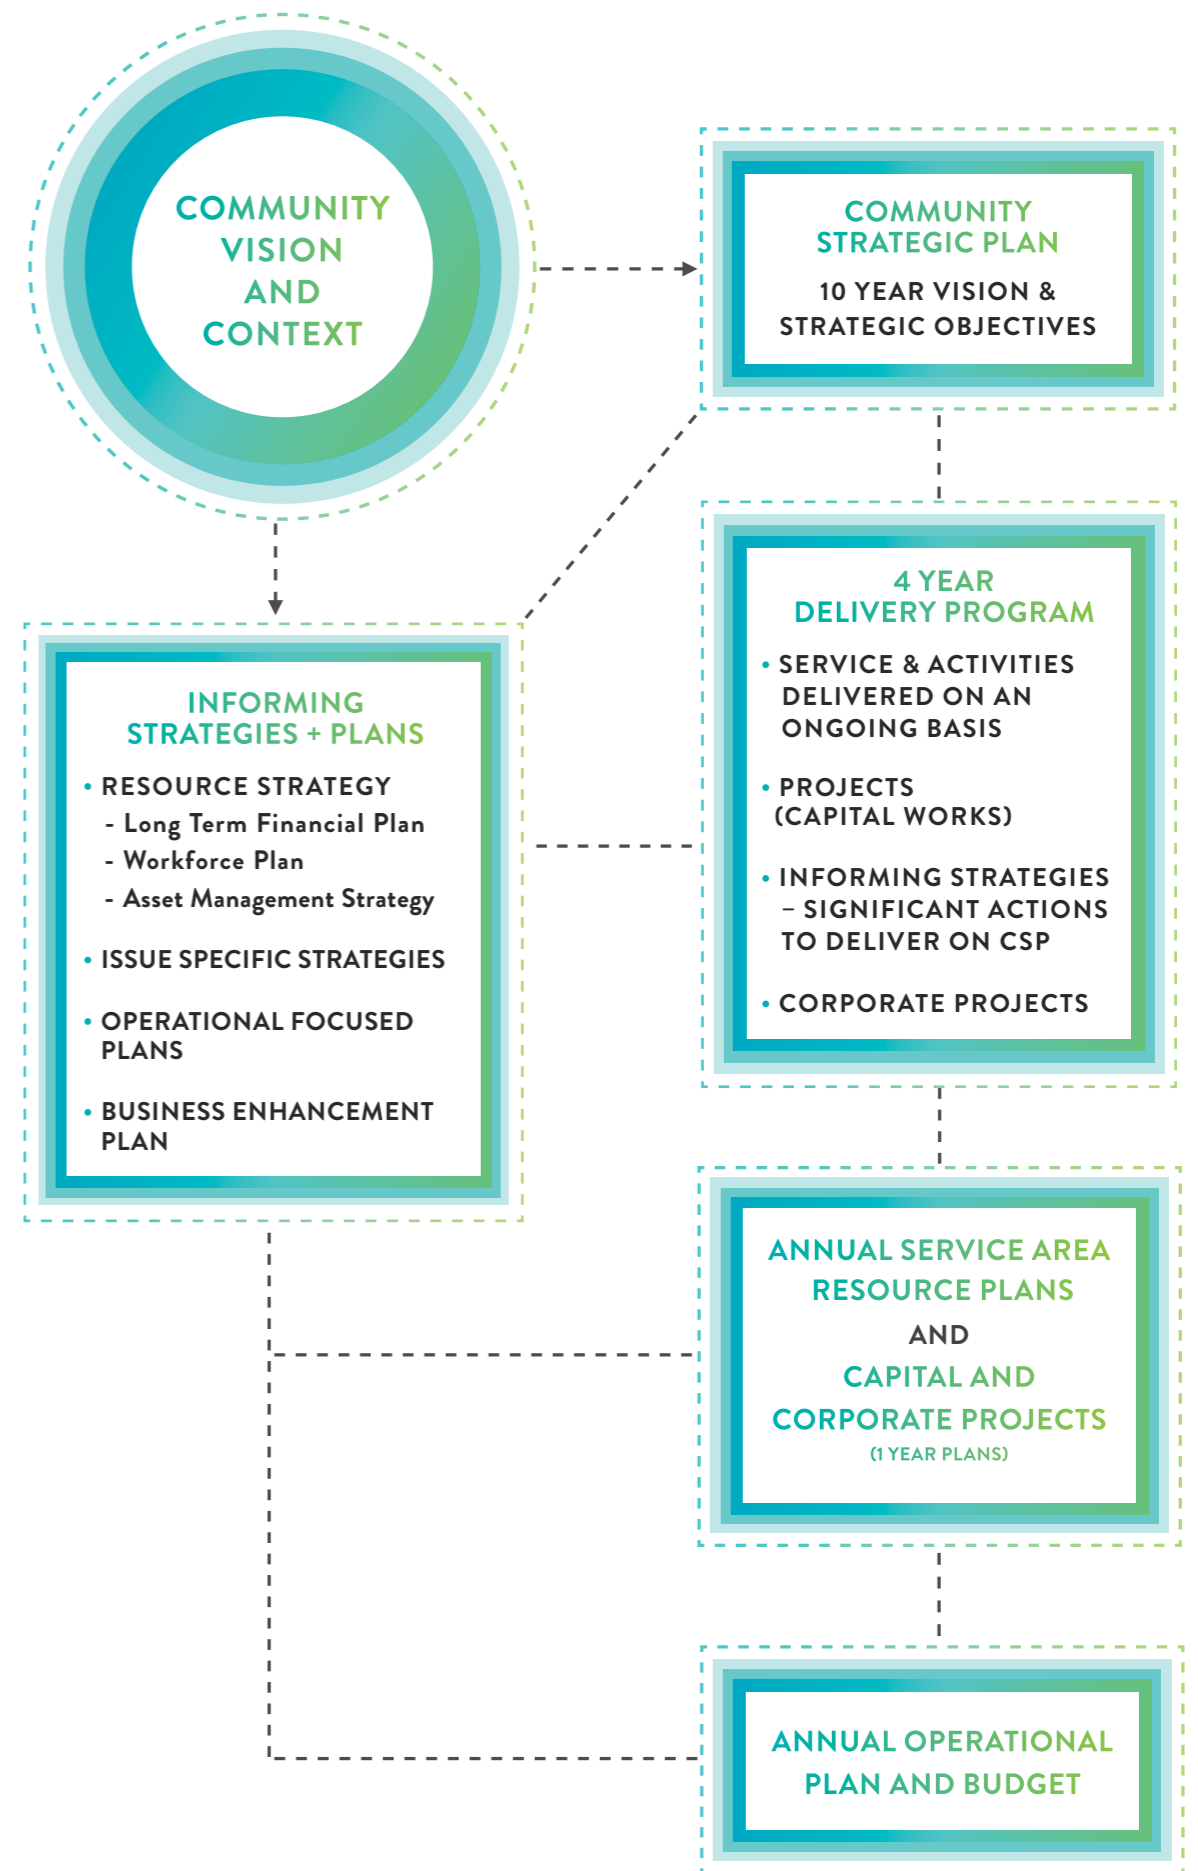 COMMUNITY
VISION
AND
CONTEXT
COMMUNITY
STRATEGIC PLAN
10 YEAR VISION &
STRATEGIC OBJECTIVES
4 YEAR
DELIVERY PROGRAM
• SERVICE & ACTIVITIES
DELIVERED ON AN
ONGOING BASIS
• PROJECTS
(CAPITAL WORKS)
• INFORMING STRATEGIES
– SIGNIFICANT ACTIONS
TO DELIVER ON CSP
• CORPORATE PROJECTS
INFORMING
STRATEGIES + PLANS
• RESOURCE STRATEGY
- Long Term Financial Plan
- Workforce Plan
- Asset Management Strategy
• ISSUE SPECIFIC STRATEGIES
• OPERATIONAL FOCUSED
PLANS
• BUSINESS ENHANCEMENT
PLAN
ANNUAL SERVICE AREA
RESOURCE PLANS
AND
CAPITAL AND
CORPORATE PROJECTS
(1 YEAR PLANS)
ANNUAL OPERATIONAL
PLAN AND BUDGET